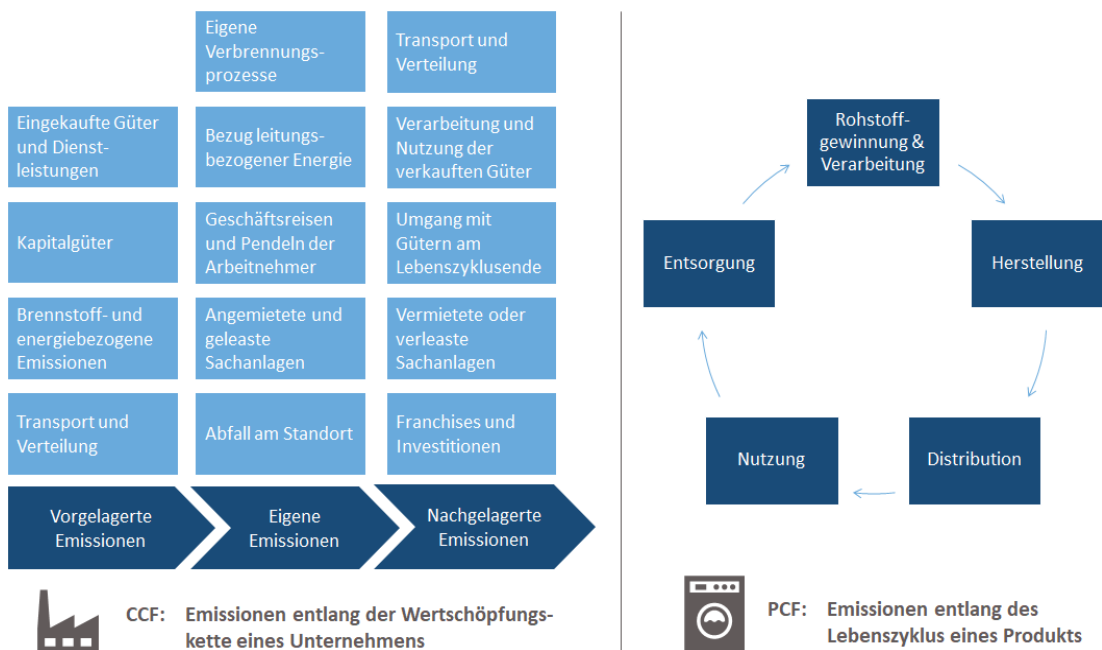 Eigene
Verbrennungs-
prozesse
Transport und
Verteilung
Eingekaufte Güter
und Dienst-
leistungen
Bezug leitungs-
bezogener Energie
Verarbeitung und
Nutzung der
verkauften Güter
Kapitalgüter
Geschäftsreisen
und Pendeln der
Arbeitnehmer
Umgang mit
Gütern am
Lebenszyklusende
Brennstoff- und
energiebezogene
Emissionen
Angemietete und
geleaste
Sachanlagen
Vermietete oder
verleaste
Sachanlagen
Transport und
Verteilung
Abfall am Standort
Franchises und
Investitionen
Vorgelagerte
Emissionen
Eigene
Emissionen
Nachgelagerte
Emissionen
CCF: Emissionen entlang der Wertschöpfungs-
kette eines Unternehmens
Rohstoff-
gewinnung &
Verarbeitung
Herstellung
Distribution
Nutzung
Entsorgung
PCF: Emissionen entlang des
Lebenszyklus eines Produkts